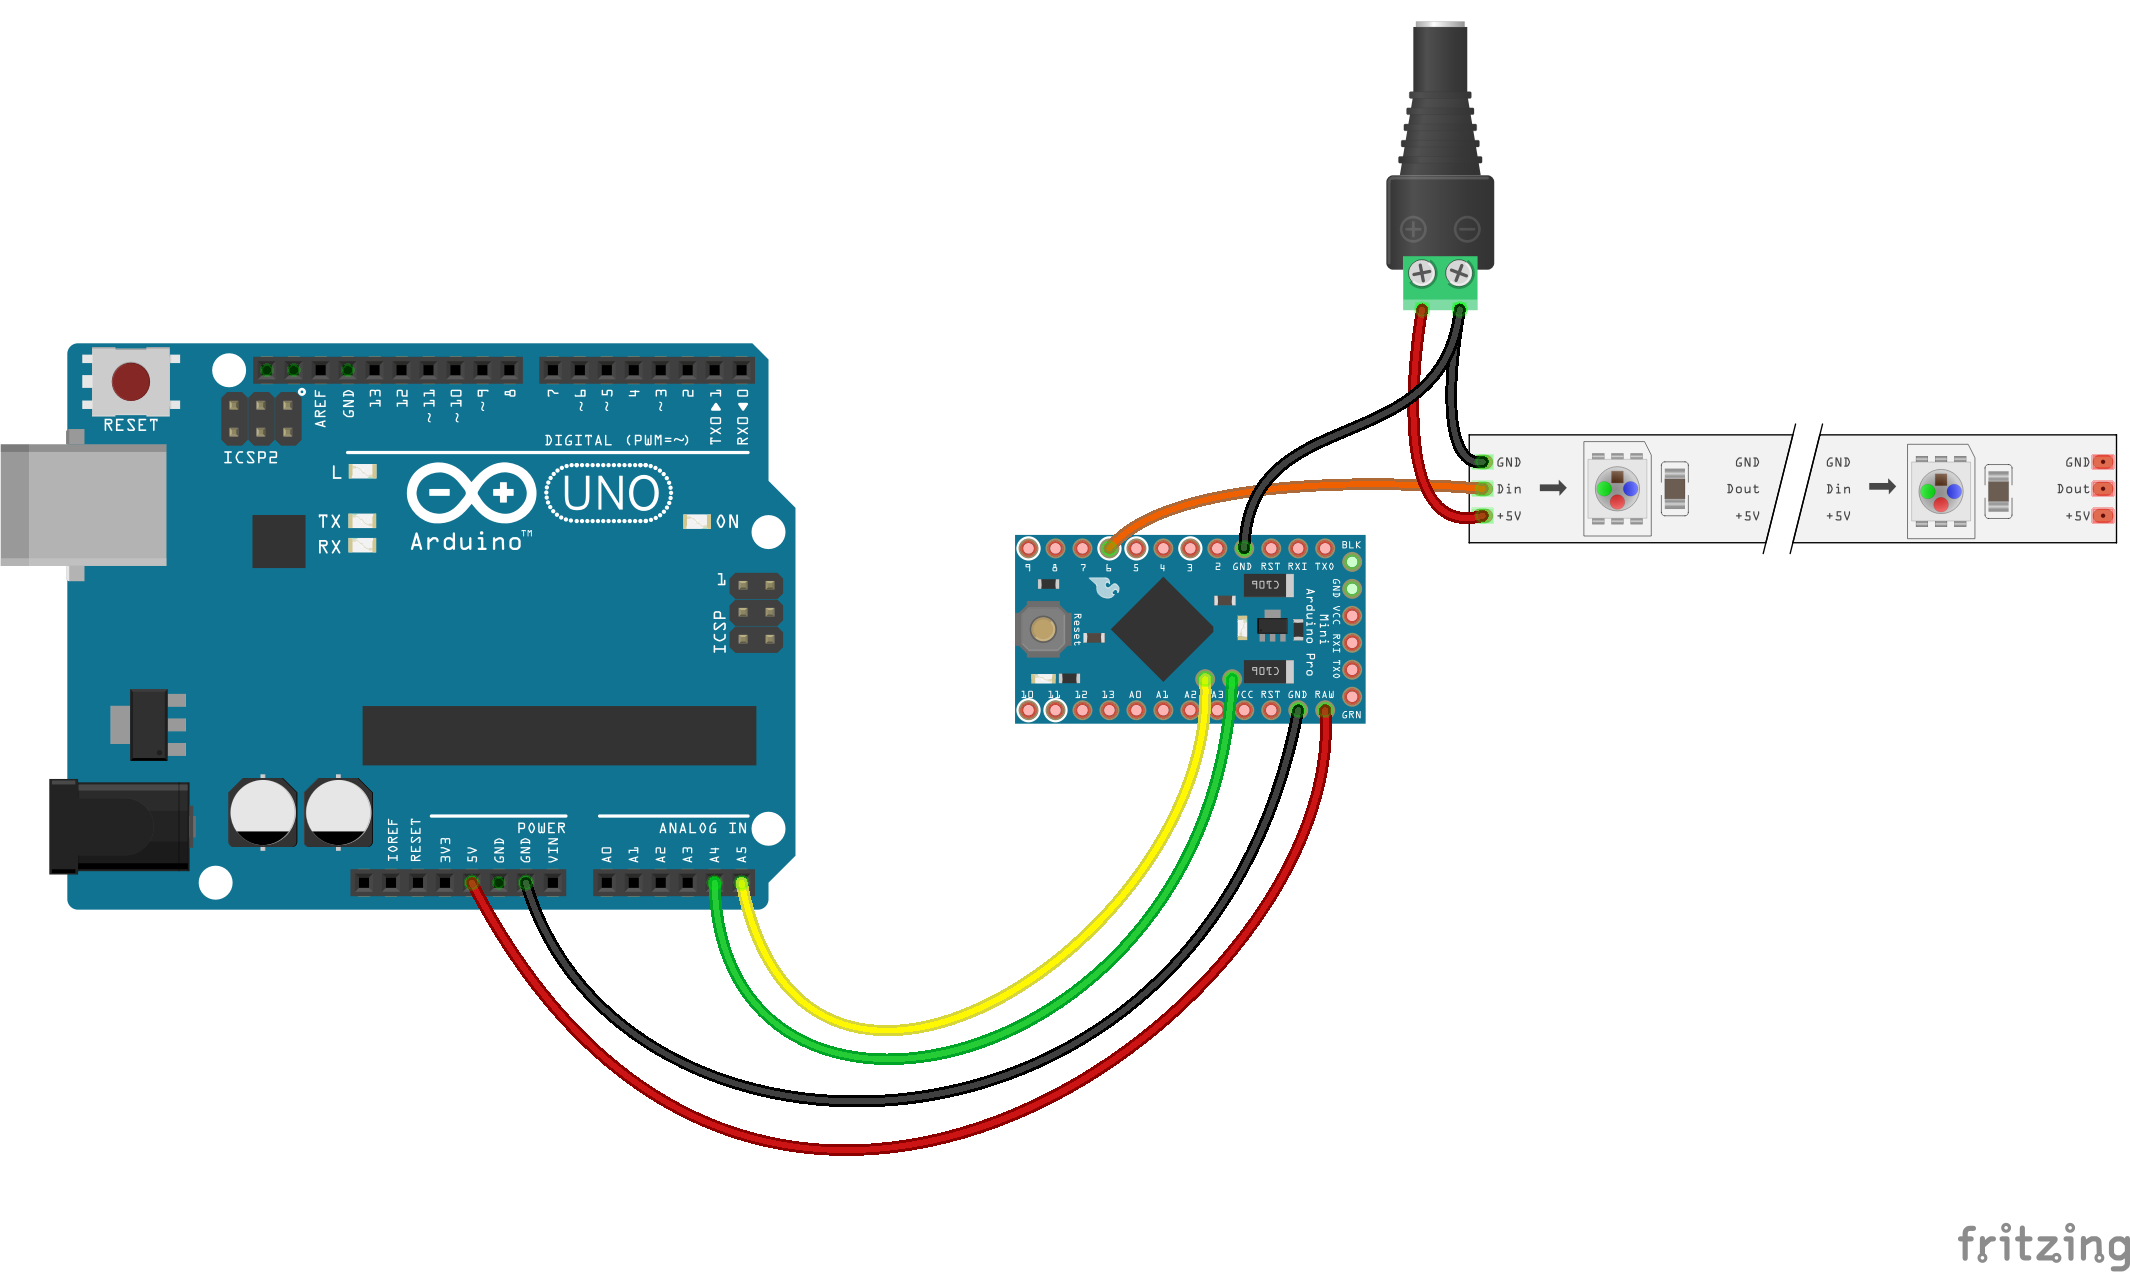 RESET
ICSP2
AREF
GND
13
12
~11
~10
~9
8
7
~6
~5
4
~3
2
TX0▶1
RX0◀0
DIGITAL (PWM=~)
L
TX
RX
UNO
Arduino™
ON
1
ICSP
IOREF
RESET
3V3
5V
GND
GND
VIN
POWER
ANALOG IN
A0
A1
A2
A3
A4
A5
9 8 7 6 5 4 3 2 GND RST RXI TXO
BLK
GND
VCC
RXI
TXO
GRN
Reset
C10P
Arduino Pro
Mini
C10P
10 11 12 13 A0 A1 A2 A3 VCC RST GND RAW
GND GND GND GND
Din Dout Din Dout
+5V +5V +5V +5V
fritzing